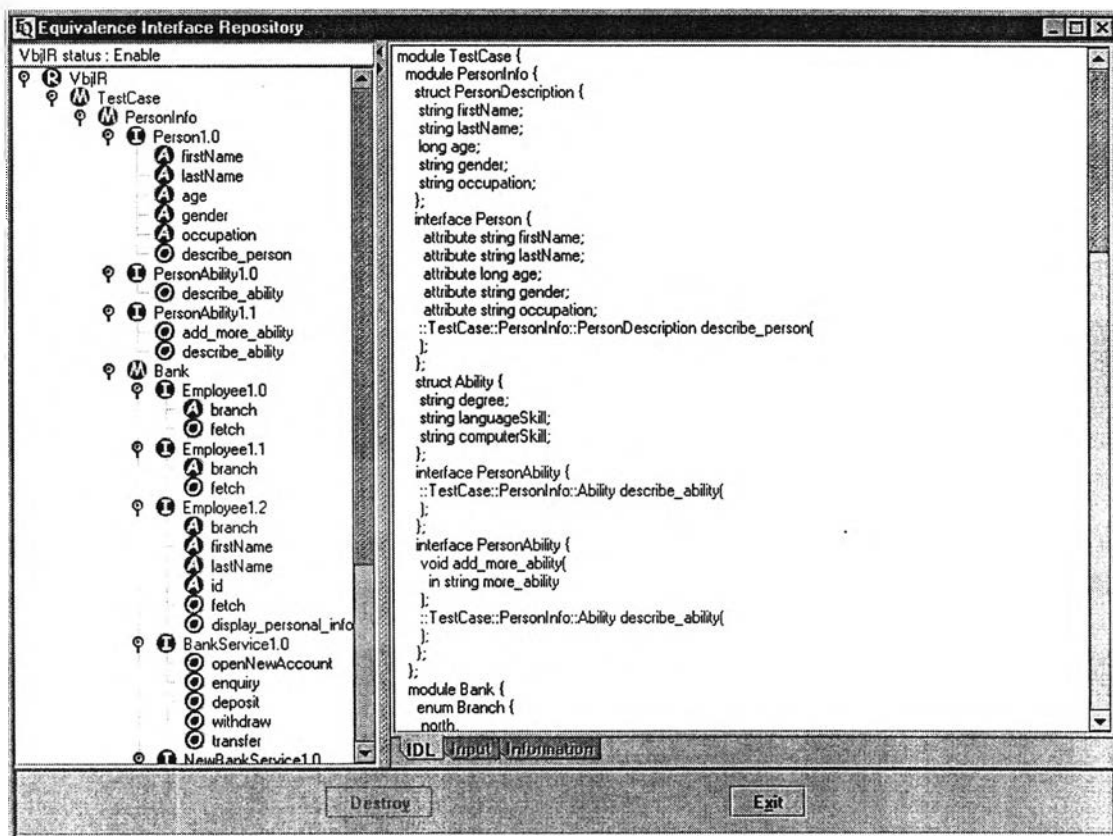 Equivalence Interface Repository
VbjIR status : Enable
VbjIR
TestCase
PersonInfo
Person1.0
firstName
lastName
age
gender
occupation
describe_person
PersonAbility1.0
describe_ability
PersonAbility1.1
add_more_ability
describe_ability
Bank
Employee1.0
branch
fetch
Employee1.1
branch
fetch
Employee1.2
branch
firstName
lastName
id
fetch
display_personal_info
BankService1.0
openNewAccount
enquiry
deposit
withdraw
transfer
NewBankService1.0
module TestCase {
module PersonInfo {
struct PersonDescription {
string firstName;
string lastName;
long age;
string gender;
string occupation;
};
interface Person {
attribute string firstName;
attribute string lastName;
attribute long age;
attribute string gender;
attribute string occupation;
::TestCase::PersonInfo::PersonDescription describe_person(
);
};
struct Ability {
string degree;
string languageSkill;
string computerSkill;
};
interface PersonAbility {
::TestCase::PersonInfo::Ability describe_ability(
);
};
interface PersonAbility {
void add_more_ability(
in string more_ability
);
::TestCase::PersonInfo::Ability describe_ability(
);
};
};
module Bank {
enum Branch {
north,
IDL Input Information
Destroy Exit